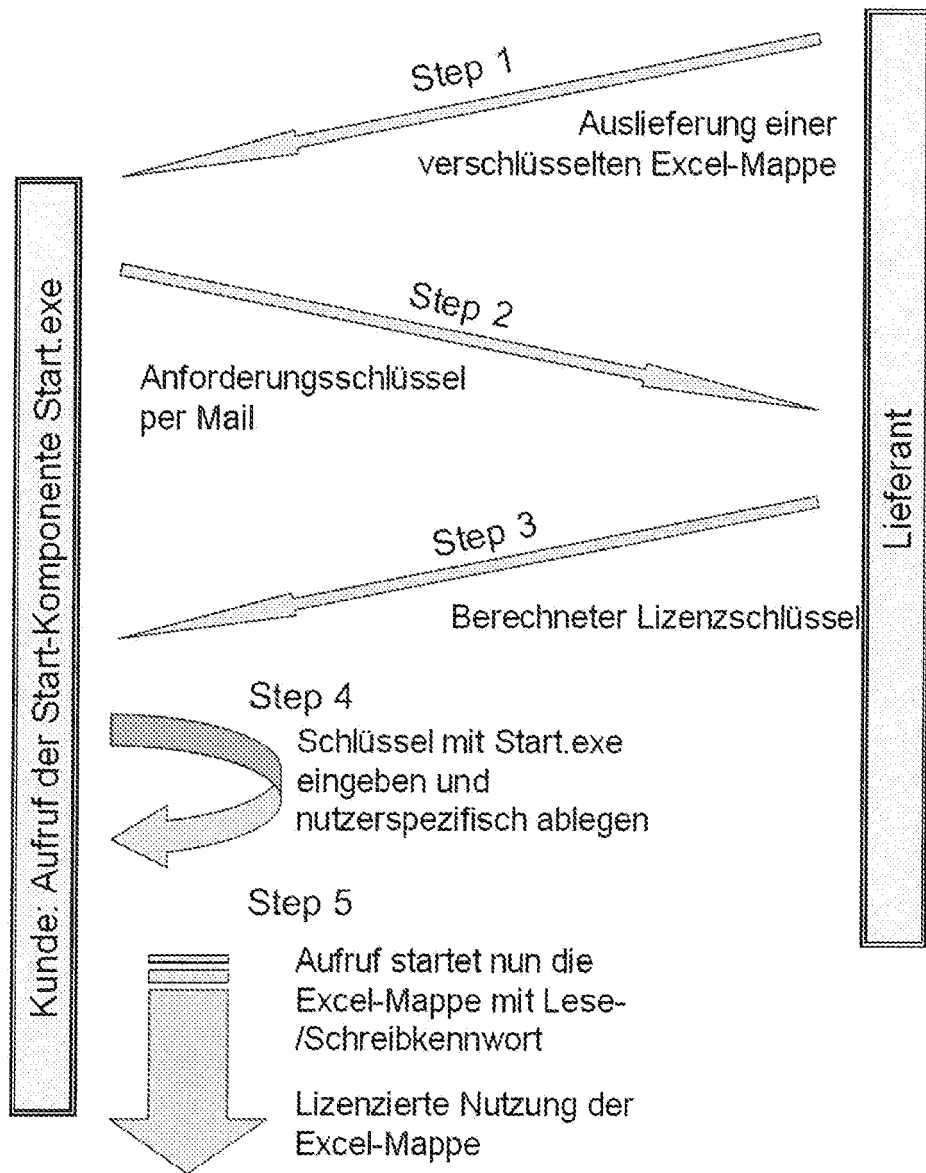 Step 1
Auslieferung einer
verschlüsselten Excel-Mappe
Step 2
Anforderungsschlüssel
per Mail
Step 3
Berechneter Lizenzschlüssel
Step 4
Schlüssel mit Start.exe
eingeben und
nutzerspezifisch ablegen
Step 5
Aufruf startet nun die
Excel-Mappe mit Lese-
/Schreibkennwort
Lizenzierte Nutzung der
Excel-Mappe
Kunde: Aufruf der Start-Komponente Start.exe
Lieferant